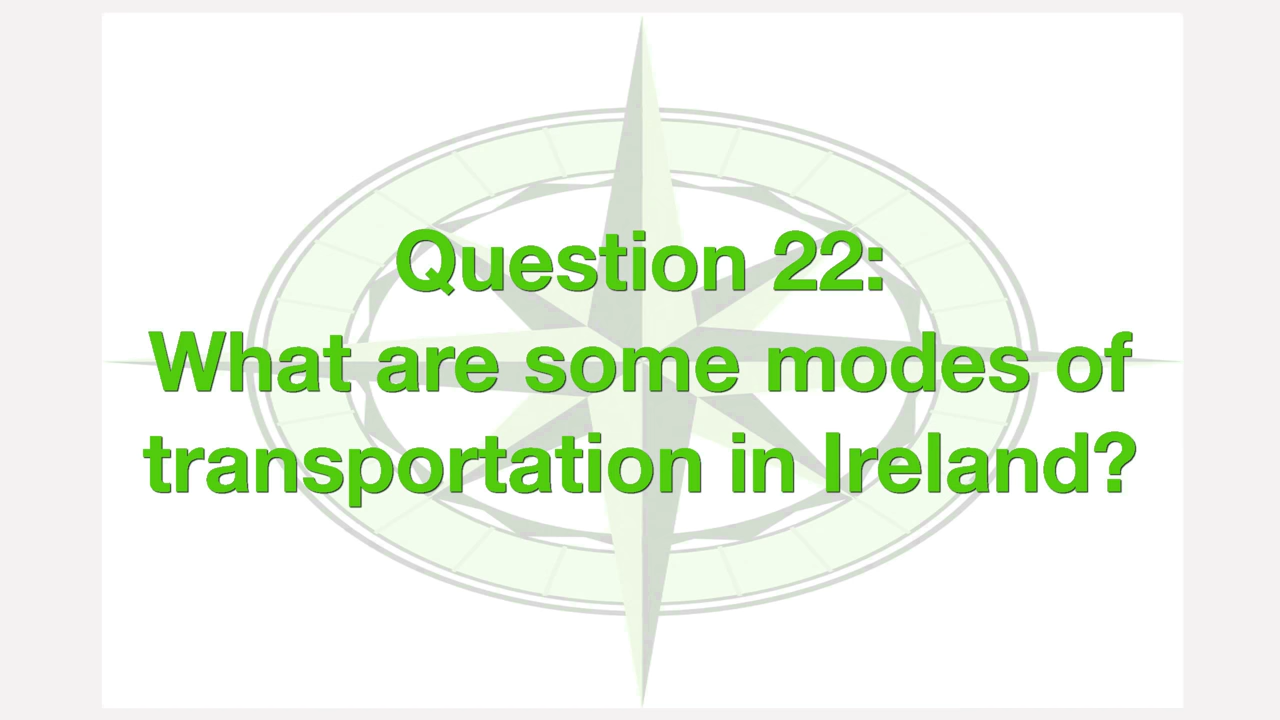 Question 22:
What are some modes of
transportation in Ireland?